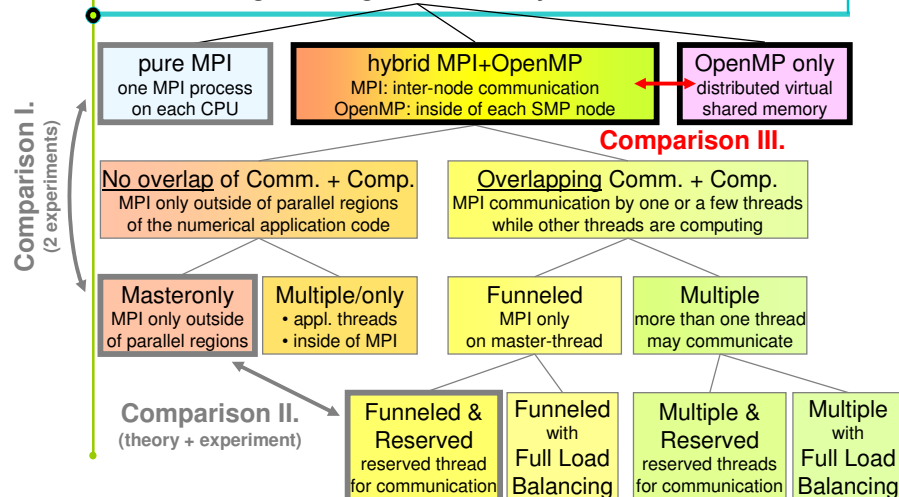 pure MPI
one MPI process
on each CPU
hybrid MPI+OpenMP
MPI: inter-node communication
OpenMP: inside of each SMP node
OpenMP only
distributed virtual
shared memory
Comparison III.
Comparison I.
(2 experiments)
No overlap of Comm. + Comp.
MPI only outside of parallel regions
of the numerical application code
Overlapping Comm. + Comp.
MPI communication by one or a few threads
while other threads are computing
Masteronly
MPI only outside
of parallel regions
Multiple/only
• appl. threads
• inside of MPI
Funneled
MPI only
on master-thread
Multiple
more than one thread
may communicate
Comparison II.
(theory + experiment)
Funneled &
Reserved
reserved thread
for communication
Funneled
with
Full Load
Balancing
Multiple &
Reserved
reserved threads
for communication
Multiple
with
Full Load
Balancing